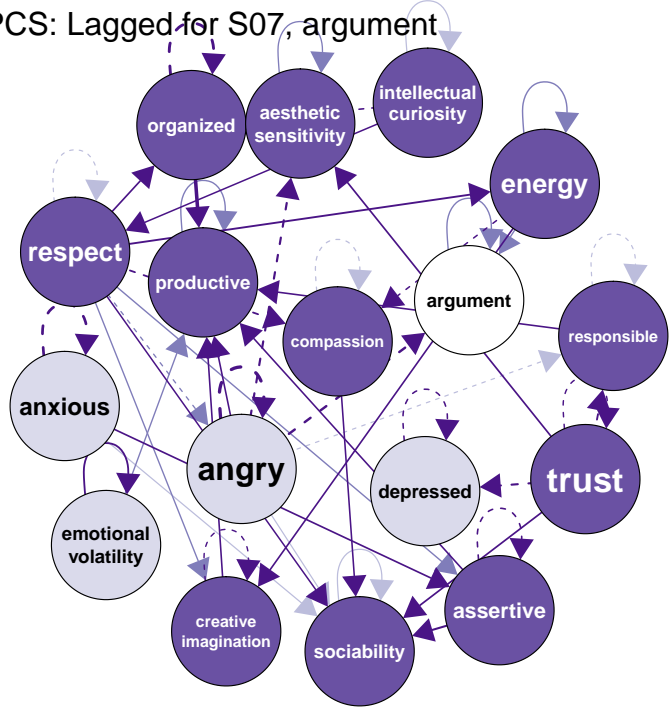 PCS: Lagged for S07, argument
intellectual
curiosity
aesthetic
sensitivity
organized
energy
respect
productive
argument
compassion
responsible
anxious
angry
depressed
trust
emotional
volatility
assertive
creative
imagination
sociability